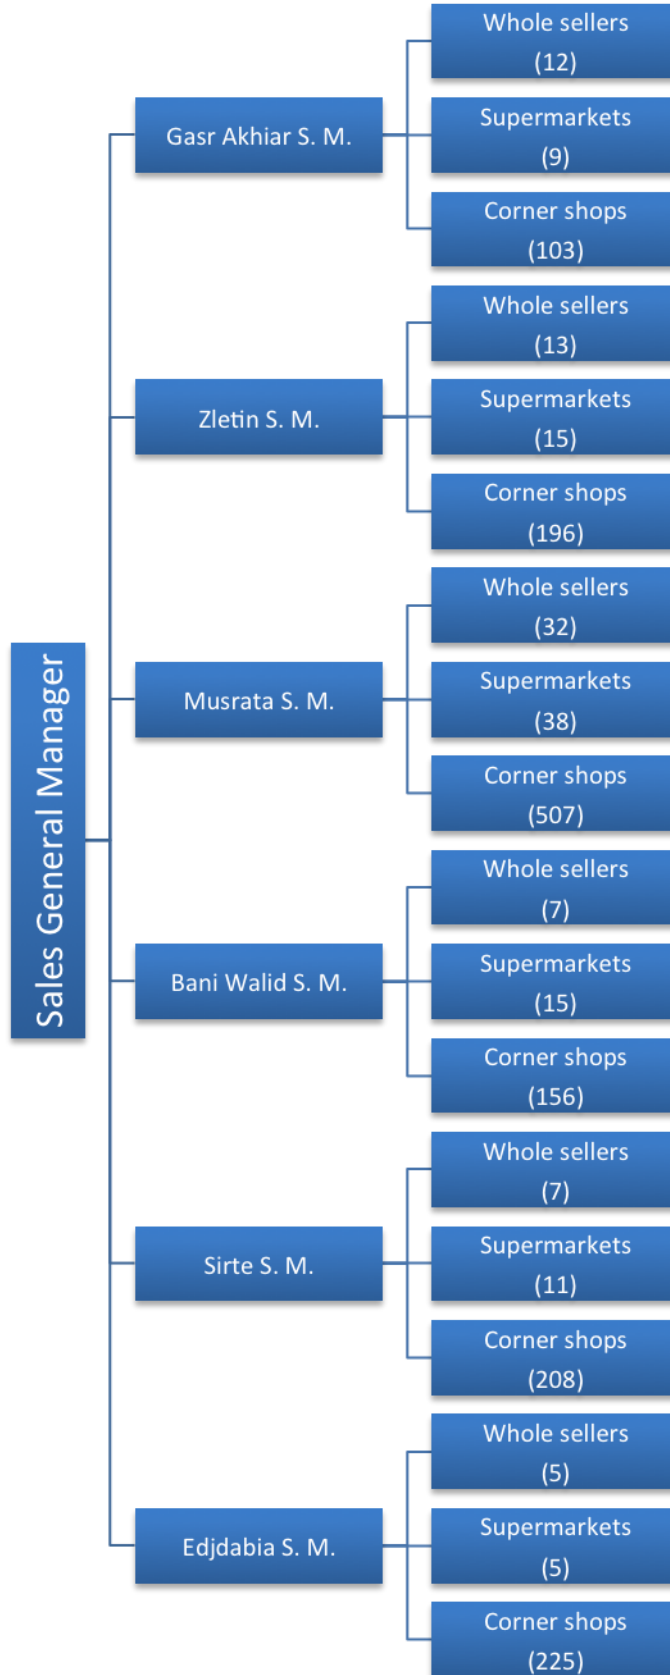 Sales General Manager
Gasr Akhiar S. M.
Whole sellers
(12)
Supermarkets
(9)
Corner shops
(103)
Zletin S. M.
Whole sellers
(13)
Supermarkets
(15)
Corner shops
(196)
Musrata S. M.
Whole sellers
(32)
Supermarkets
(38)
Corner shops
(507)
Bani Walid S. M.
Whole sellers
(7)
Supermarkets
(15)
Corner shops
(156)
Sirte S. M.
Whole sellers
(7)
Supermarkets
(11)
Corner shops
(208)
Edjdabia S. M.
Whole sellers
(5)
Supermarkets
(5)
Corner shops
(225)